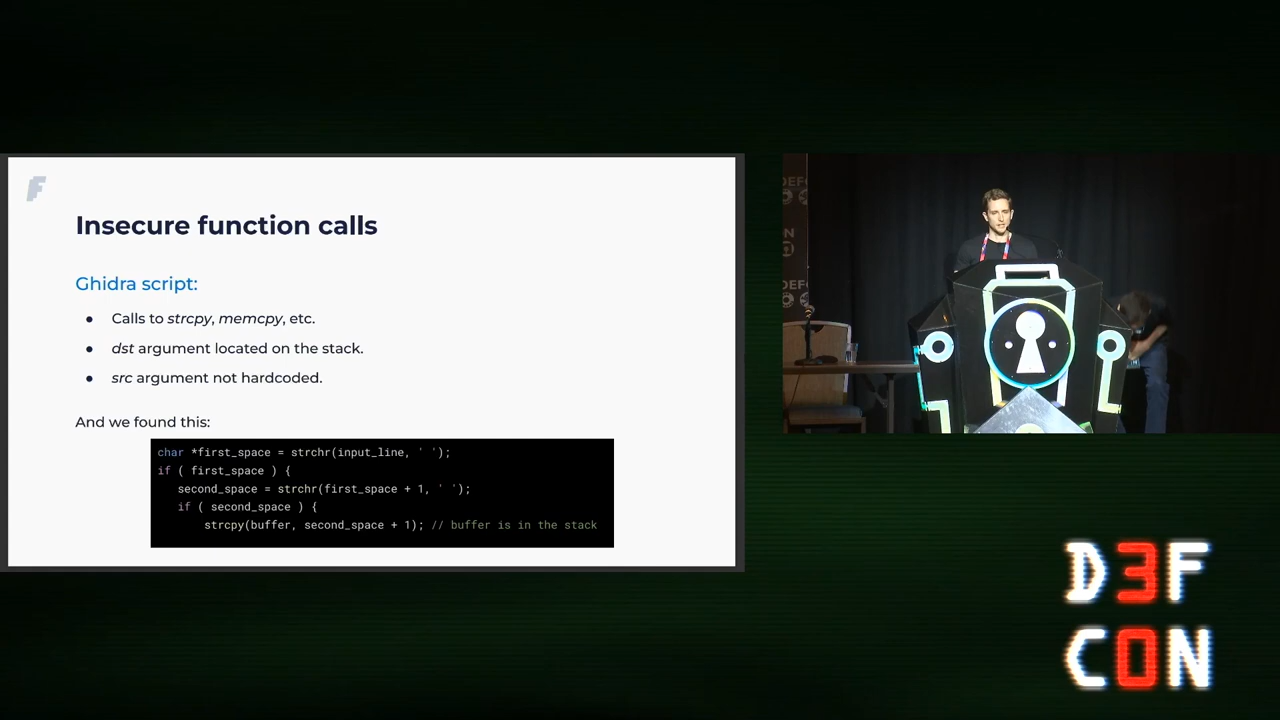 F
Insecure function calls
Ghidra script:
● Calls to strcpy, memcpy, etc.
● dst argument located on the stack.
● src argument not hardcoded.
And we found this:
char *first_space = strchr(input_line, ' ');
if ( first_space ) {
second_space = strchr(first_space + 1, ' ');
if ( second_space ) {
strcpy(buffer, second_space + 1); // buffer is in the stack
D3F
C0N